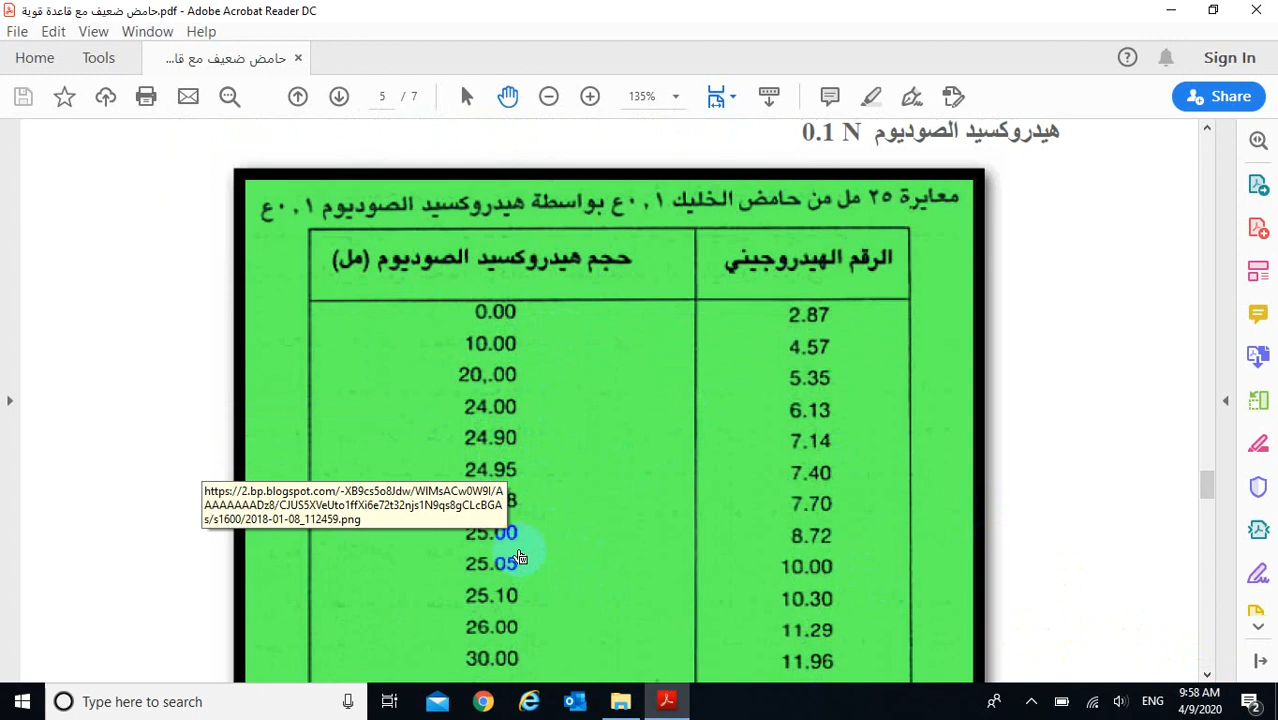 حامض ضعيف مع قاعدة قوية.pdf - Adobe Acrobat Reader DC
File Edit View Window Help
Home Tools حامض ضعيف مع قا... ×
Sign In
5 / 7 135% Share
هيدروكسيد الصوديوم 0.1 N
معايرة ٢٥ مل من حامض الخليك ٠,١ع بواسطة هيدروكسيد الصوديوم ٠,١ع
حجم هيدروكسيد الصوديوم (مل) الرقم الهيدروجيني
0.00 2.87
10.00 4.57
20,.00 5.35
24.00 6.13
24.90 7.14
24.95 7.40
8 7.70
https://2.bp.blogspot.com/-XB9cs5o8Jdw/WIMsACw0W9I/A
AAAAAAADz8/CJUS5XVeUto1ffXi6e72t32njs1N9qs8gCLcBGA
s/s1600/2018-01-08_112459.png
25.00 8.72
25.05 10.00
25.10 10.30
26.00 11.29
30.00 11.96
Type here to search
ENG
9:58 AM
4/9/2020
2